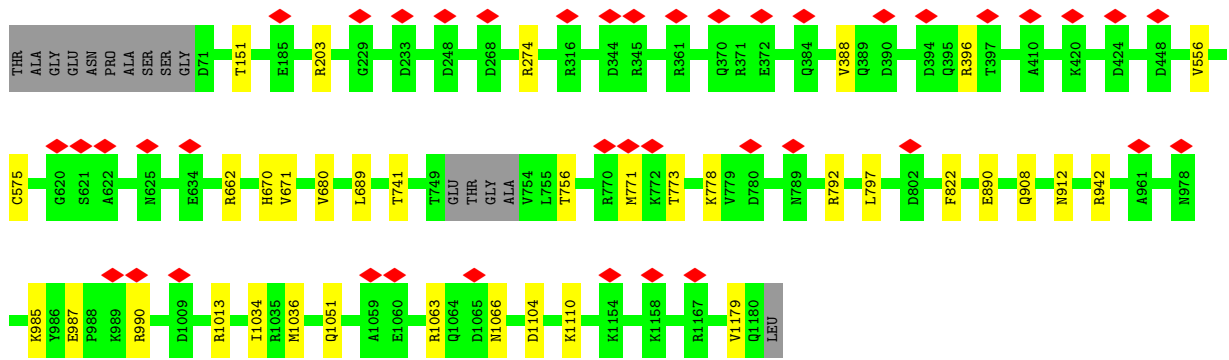 THR ALA GLY GLU ASN PRO ALA SER SER GLY D71 T151 E185 R203 G229 D233 D248 D268 R274 R316 D344 R345 R361 Q370 R371 E372 Q384 V388 Q389 D390 D394 Q395 R396 T397 A410 K420 D424 D448 V556
C575 G620 S621 A622 N625 E634 R662 H670 V671 V680 L689 T741 T749 GLU THR GLY ALA V754 L755 T756 R770 M771 K772 T773 K778 V779 D780 N789 R792 L797 D802 F822 E890 Q908 N912 R942 A961 N978
K985 Y986 E987 P988 K989 R990 D1009 R1013 I1034 R1035 M1036 Q1051 A1059 E1060 R1063 Q1064 D1065 N1066 D1104 K1110 K1154 K1158 R1167 V1179 Q1180 LEU